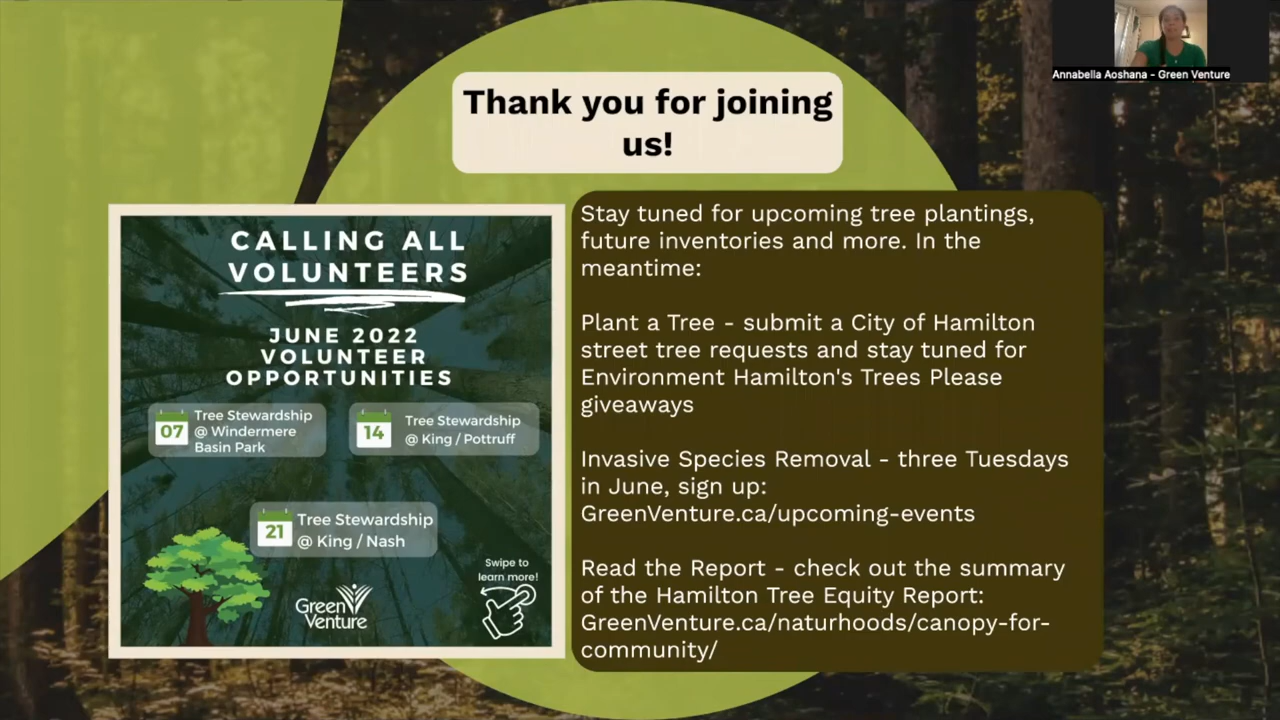 Annabella Aoshana - Green Venture
Thank you for joining
us!
CALLING ALL
VOLUNTEERS
JUNE 2022
VOLUNTEER
OPPORTUNITIES
07
Tree Stewardship
@ Windermere
Basin Park
14
Tree Stewardship
@ King / Pottruff
21
Tree Stewardship
@ King / Nash
Swipe to
learn more!
Green
Venture
Stay tuned for upcoming tree plantings,
future inventories and more. In the
meantime:
Plant a Tree - submit a City of Hamilton
street tree requests and stay tuned for
Environment Hamilton's Trees Please
giveaways
Invasive Species Removal - three Tuesdays
in June, sign up:
GreenVenture.ca/upcoming-events
Read the Report - check out the summary
of the Hamilton Tree Equity Report:
GreenVenture.ca/naturhoods/canopy-for-
community/